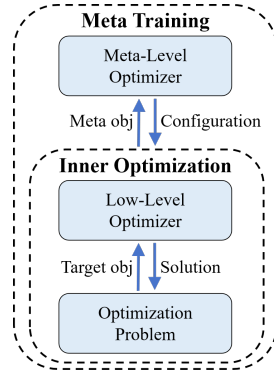 Meta Training
Meta-Level
Optimizer
Meta obj Configuration
Inner Optimization
Low-Level
Optimizer
Target obj Solution
Optimization
Problem